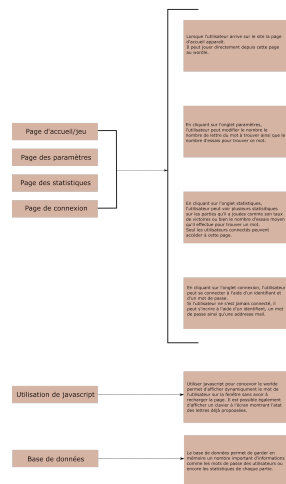 Lorsque l'utilisateur arrive sur le site la page
d'accueil apparaît.
Il peut jouer directement depuis cette page
au wordle.
En cliquant sur l'onglet paramètres,
l'utilisateur peut modifier le nombre le
nombre de lettre du mot à trouver ainsi que le
nombre d'essais pour trouver ce mot.
Page d'accueil/jeu
Page des paramètres
Page des statistiques
Page de connexion
En cliquant sur l'onglet statistiques,
l'utilisateur peut voir plusieurs statistiques
sur les parties qu'il a jouées comme son taux
de victoires ou bien le nombre d'essais moyen
qu'il effectue pour trouver un mot.
Seul les utilisateurs connectés peuvent
accéder à cette page.
En cliquant sur l'onglet connexion, l'utilisateur
peut se connecter à l'aide d'un identifiant et
d'un mot de passe.
Si l'utilisateur ne s'est jamais connecté, il
peut s'incrire à l'aide d'un identifiant, un mot
de passe ainsi qu'une addresses mail.
Utilisation de javascript
Utiliser javascript pour concevoir le worlde
permet d'afficher dynamiquement le mot de
l'utilisateur sur la fenêtre sans avoir à
recharger la page. Il est possible également
d'afficher un clavier à l'écran montrant l'etat
des lettres déjà proposées.
Base de données
La base de données permet de garder en
mémoire un nombre important d'informations
comme les mots de passe des utilisateurs ou
encore les statistiques de chaque partie.